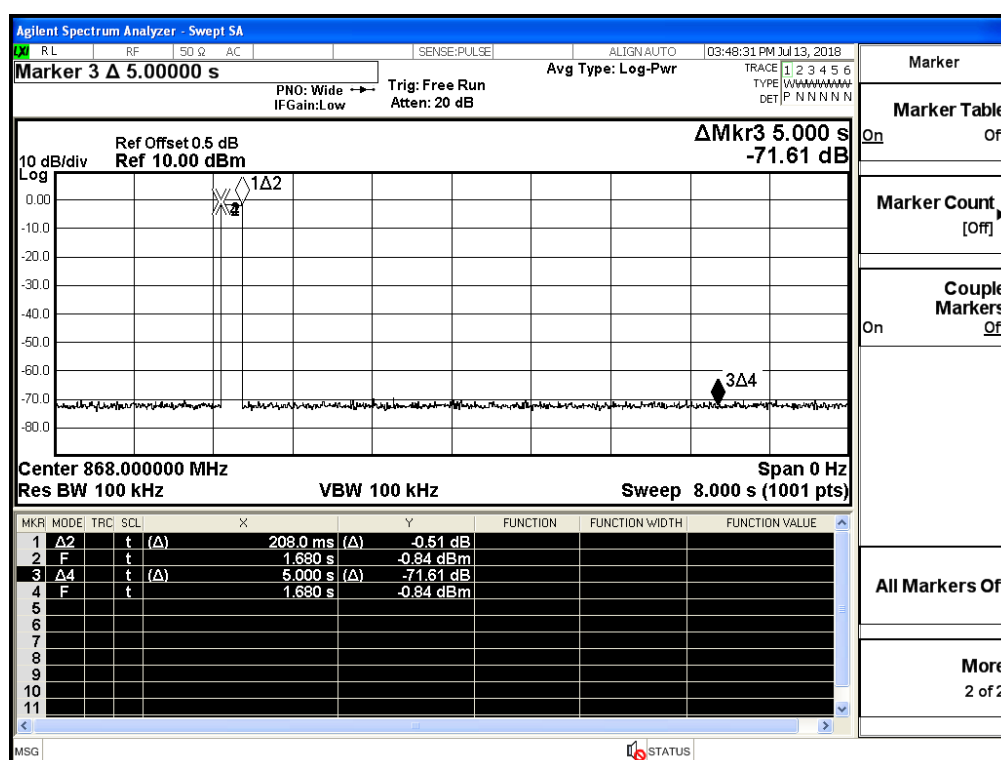 Agilent Spectrum Analyzer - Swept SA
LXI RL RF 50 Ω AC SENSE:PULSE ALIGN AUTO 03:48:31 PM Jul 13, 2018
Marker 3 Δ 5.00000 s
PNO: Wide
IFGain:Low
Trig: Free Run
Atten: 20 dB
Avg Type: Log-Pwr
TRACE 1 2 3 4 5 6
TYPE
DET P N N N N N
ΔMkr3 5.000 s
-71.61 dB
Ref Offset 0.5 dB
10 dB/div Ref 10.00 dBm
Log
0.00
-10.0
-20.0
-30.0
-40.0
-50.0
-60.0
-70.0
-80.0
1Δ2
3Δ4
Center 868.000000 MHz Span 0 Hz
Res BW 100 kHz VBW 100 kHz Sweep 8.000 s (1001 pts)
MKR MODE TRC SCL X Y FUNCTION FUNCTION WIDTH FUNCTION VALUE
1 Δ2 t (Δ) 208.0 ms (Δ) -0.51 dB
2 F t 1.680 s -0.84 dBm
3 Δ4 t (Δ) 5.000 s (Δ) -71.61 dB
4 F t 1.680 s -0.84 dBm
5
6
7
8
9
10
11
MSG STATUS
Marker
Marker Table
On Of
Marker Count
[Off]
Couple
Markers
On Of
All Markers Of
More
2 of 2